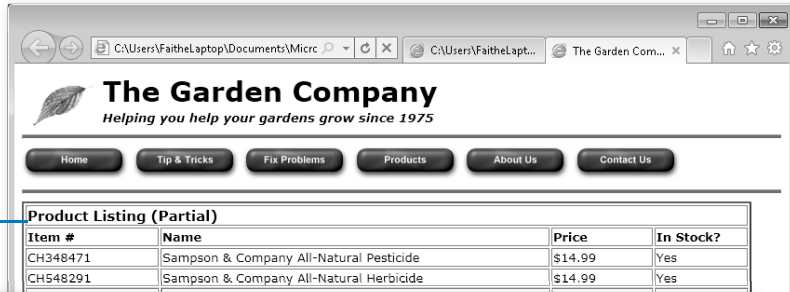 C:\Users\FaitheLaptop\Documents\Micrc
C:\Users\FaitheLapt...
The Garden Com...
The Garden Company
Helping you help your gardens grow since 1975
Home Tip & Tricks Fix Problems Products About Us Contact Us
Product Listing (Partial)
Item # Name Price In Stock?
CH348471 Sampson & Company All-Natural Pesticide $14.99 Yes
CH548291 Sampson & Company All-Natural Herbicide $14.99 Yes